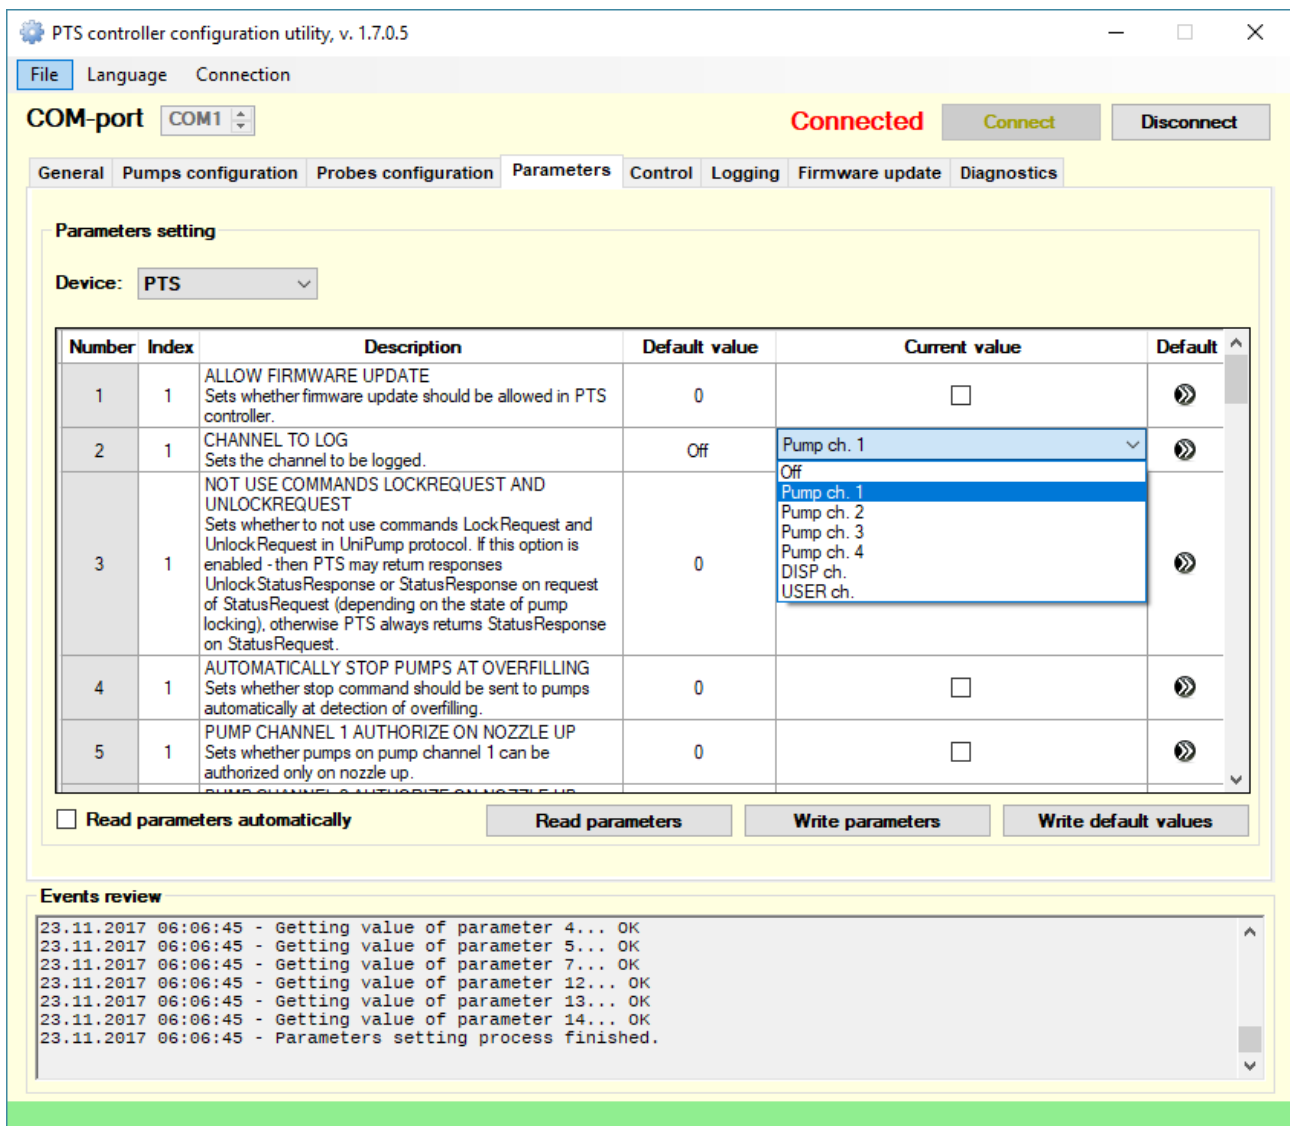 PTS controller configuration utility, v. 1.7.0.5
File Language Connection
COM-port COM1 Connected Connect Disconnect
General Pumps configuration Probes configuration Parameters Control Logging Firmware update Diagnostics
Parameters setting
Device: PTS
Number Index Description Default value Current value Default
1 1 ALLOW FIRMWARE UPDATE
Sets whether firmware update should be allowed in PTS
controller.
0
2 1 CHANNEL TO LOG
Sets the channel to be logged.
Off Pump ch. 1
Off
Pump ch. 1
Pump ch. 2
Pump ch. 3
Pump ch. 4
DISP ch.
USER ch.
3 1 NOT USE COMMANDS LOCKREQUEST AND
UNLOCKREQUEST
Sets whether to not use commands LockRequest and
UnlockRequest in UniPump protocol. If this option is
enabled - then PTS may return responses
UnlockStatusResponse or StatusResponse on request
of StatusRequest (depending on the state of pump
locking), otherwise PTS always returns StatusResponse
on StatusRequest.
0
4 1 AUTOMATICALLY STOP PUMPS AT OVERFILLING
Sets whether stop command should be sent to pumps
automatically at detection of overfilling.
0
5 1 PUMP CHANNEL 1 AUTHORIZE ON NOZZLE UP
Sets whether pumps on pump channel 1 can be
authorized only on nozzle up.
0
Read parameters automatically Read parameters Write parameters Write default values
Events review
23.11.2017 06:06:45 - Getting value of parameter 4... OK
23.11.2017 06:06:45 - Getting value of parameter 5... OK
23.11.2017 06:06:45 - Getting value of parameter 7... OK
23.11.2017 06:06:45 - Getting value of parameter 12... OK
23.11.2017 06:06:45 - Getting value of parameter 13... OK
23.11.2017 06:06:45 - Getting value of parameter 14... OK
23.11.2017 06:06:45 - Parameters setting process finished.